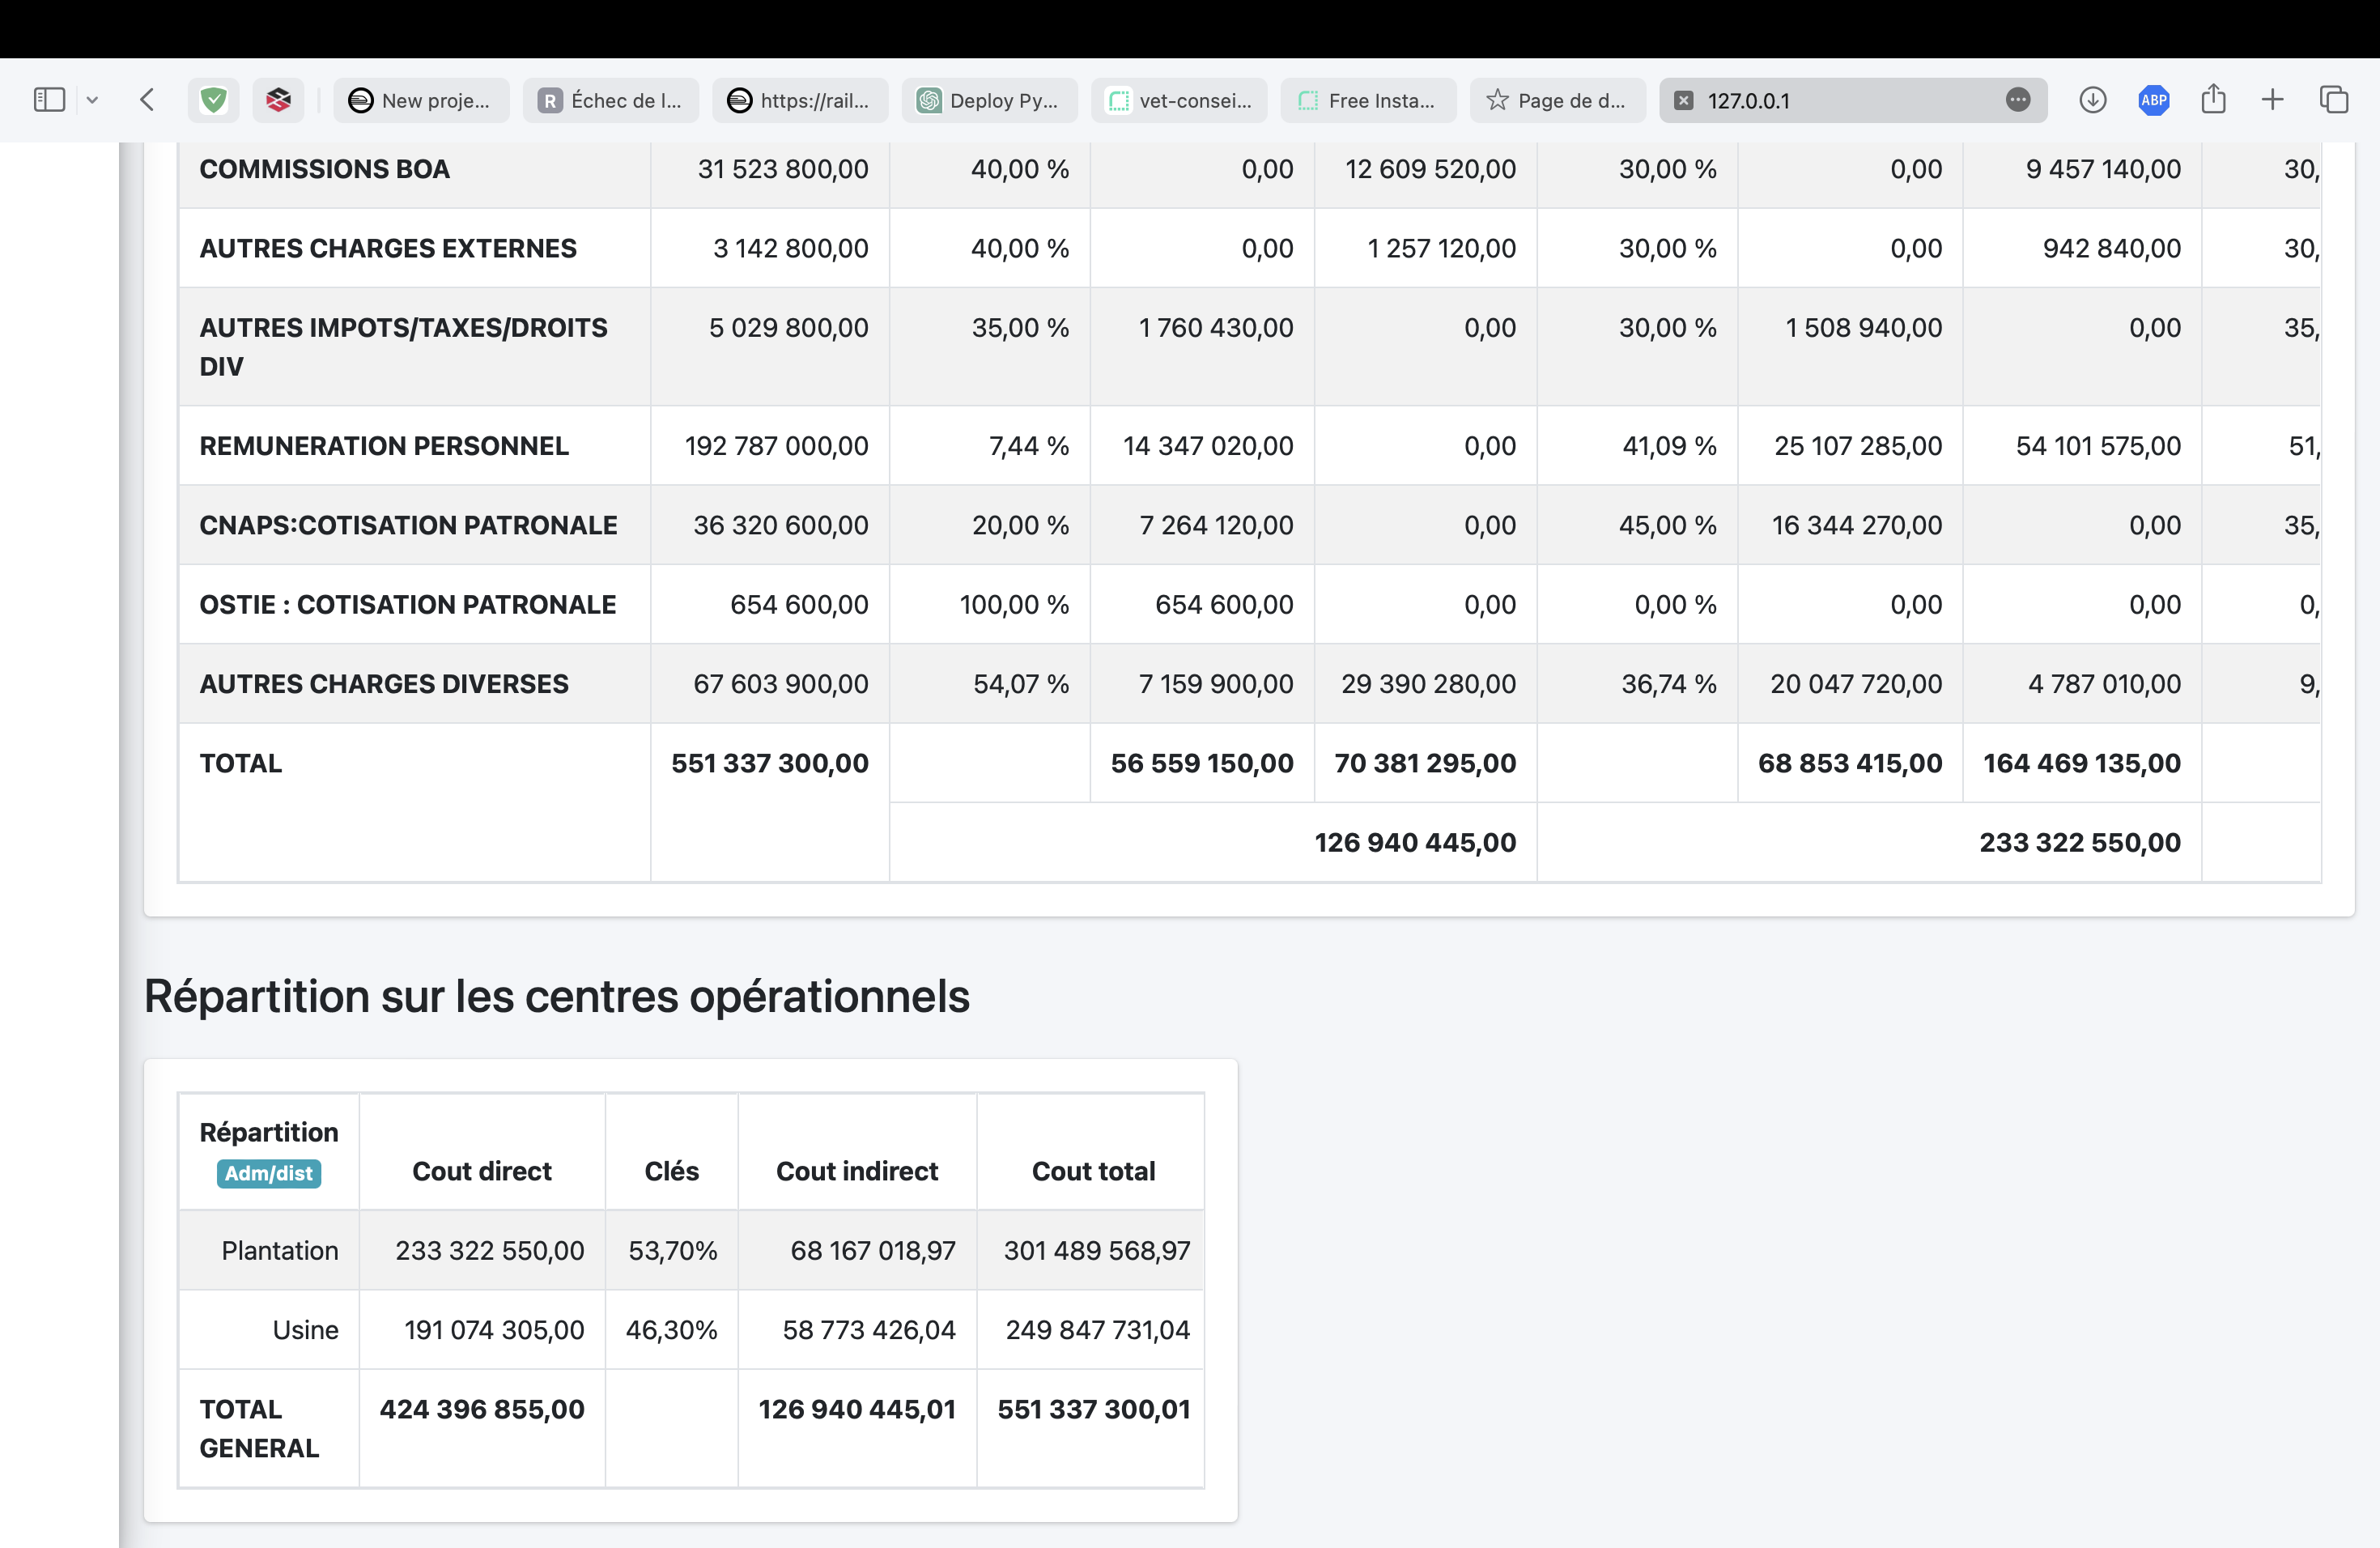 New proje...
R Échec de l...
https://rail...
Deploy Py...
vet-consei...
Free Insta...
Page de d...
127.0.0.1
ABP
COMMISSIONS BOA 31 523 800,00 40,00 % 0,00 12 609 520,00 30,00 % 0,00 9 457 140,00 30,
AUTRES CHARGES EXTERNES 3 142 800,00 40,00 % 0,00 1 257 120,00 30,00 % 0,00 942 840,00 30,
AUTRES IMPOTS/TAXES/DROITS 5 029 800,00 35,00 % 1 760 430,00 0,00 30,00 % 1 508 940,00 0,00 35,
DIV
REMUNERATION PERSONNEL 192 787 000,00 7,44 % 14 347 020,00 0,00 41,09 % 25 107 285,00 54 101 575,00 51,
CNAPS:COTISATION PATRONALE 36 320 600,00 20,00 % 7 264 120,00 0,00 45,00 % 16 344 270,00 0,00 35,
OSTIE : COTISATION PATRONALE 654 600,00 100,00 % 654 600,00 0,00 0,00 % 0,00 0,00 0,
AUTRES CHARGES DIVERSES 67 603 900,00 54,07 % 7 159 900,00 29 390 280,00 36,74 % 20 047 720,00 4 787 010,00 9,
TOTAL 551 337 300,00 56 559 150,00 70 381 295,00 68 853 415,00 164 469 135,00
126 940 445,00 233 322 550,00
Répartition sur les centres opérationnels
Répartition
Adm/dist Cout direct Clés Cout indirect Cout total
Plantation 233 322 550,00 53,70% 68 167 018,97 301 489 568,97
Usine 191 074 305,00 46,30% 58 773 426,04 249 847 731,04
TOTAL 424 396 855,00 126 940 445,01 551 337 300,01
GENERAL